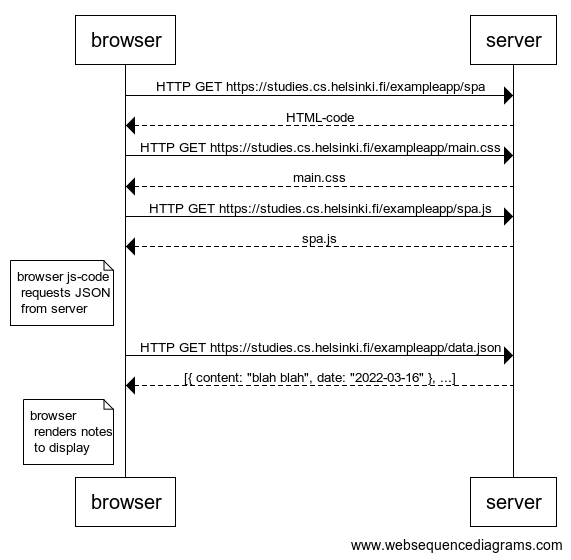 browser server
HTTP GET https://studies.cs.helsinki.fi/exampleapp/spa
HTML-code
HTTP GET https://studies.cs.helsinki.fi/exampleapp/main.css
main.css
HTTP GET https://studies.cs.helsinki.fi/exampleapp/spa.js
spa.js
browser js-code
requests JSON
from server
HTTP GET https://studies.cs.helsinki.fi/exampleapp/data.json
[{ content: "blah blah", date: "2022-03-16" }, ...]
browser
renders notes
to display
browser server
www.websequencediagrams.com